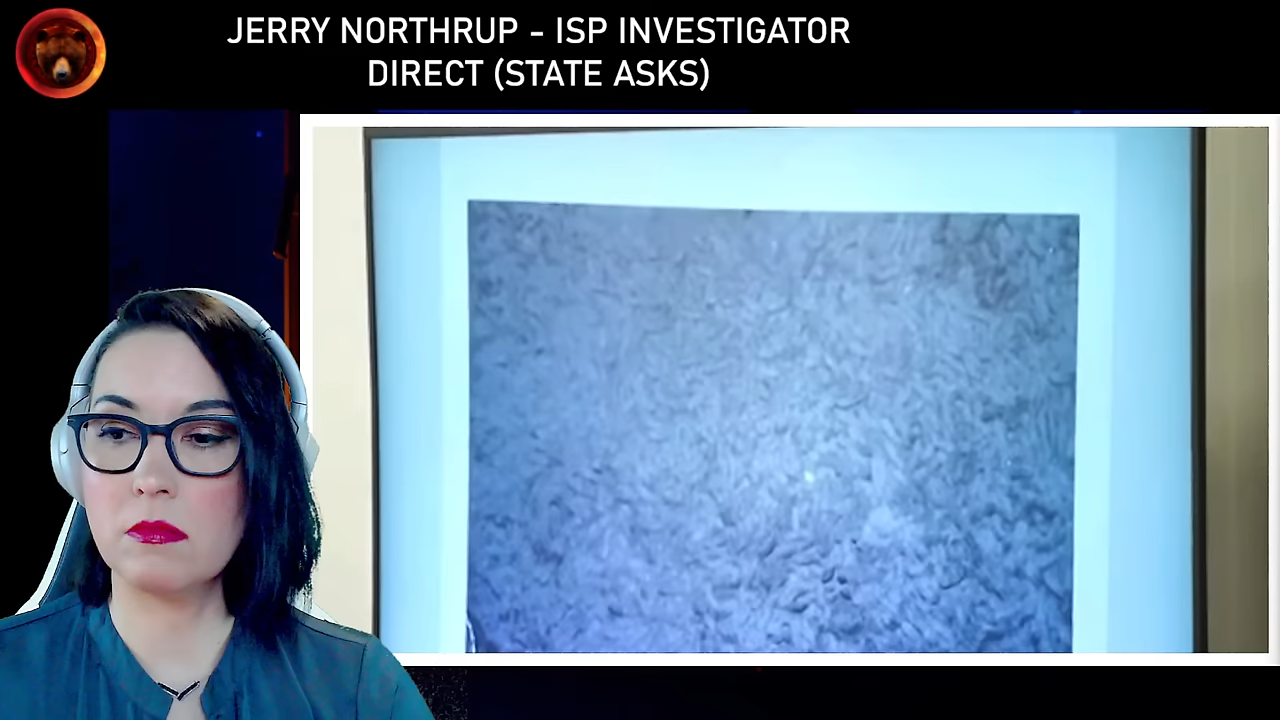 JERRY NORTHRUP - ISP INVESTIGATOR
DIRECT (STATE ASKS)